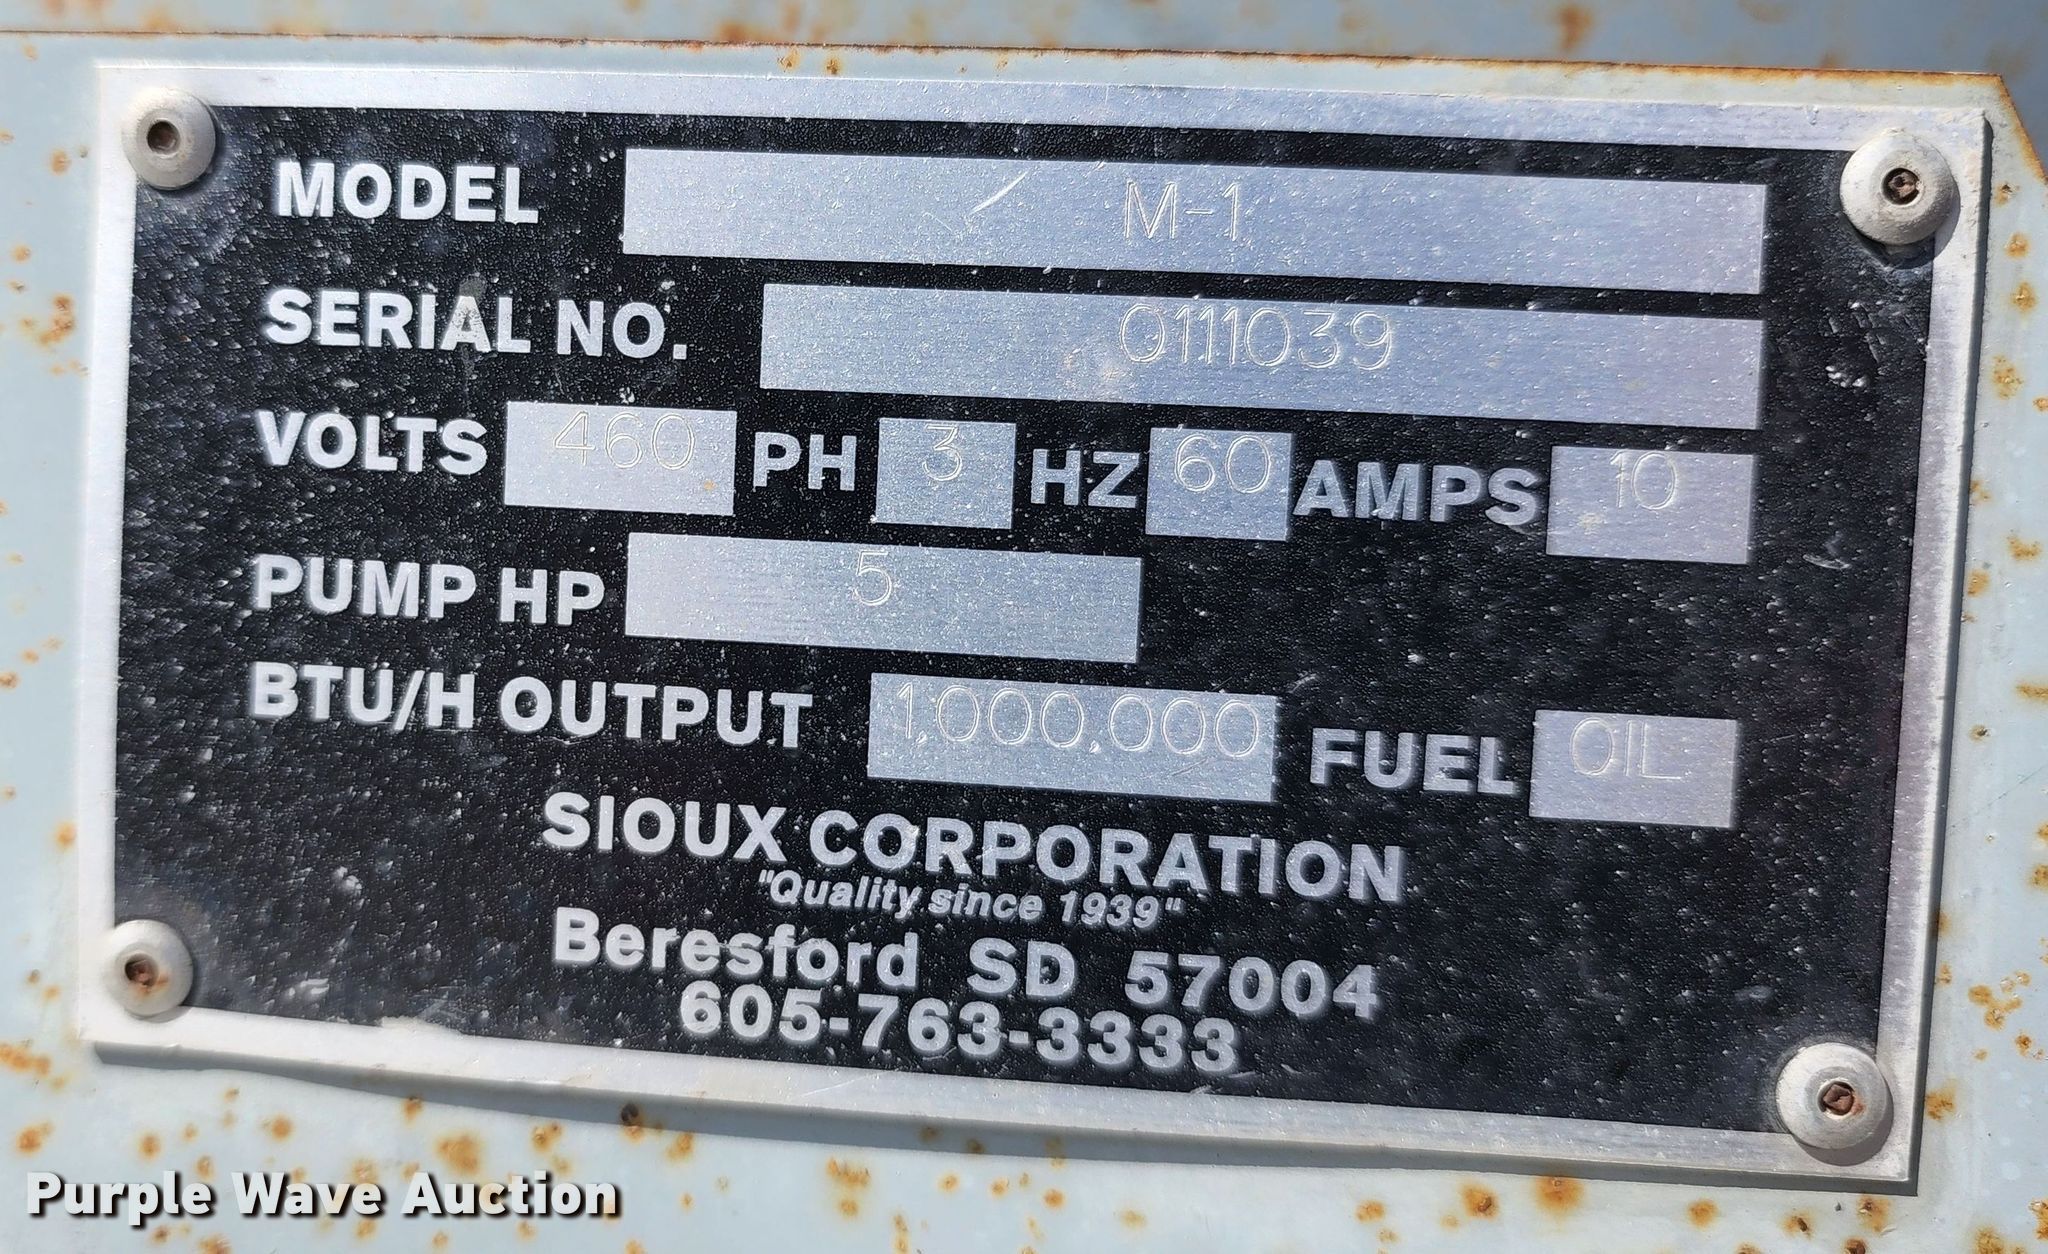 MODEL M-1
SERIAL NO. 0111039
VOLTS 460 PH 3 HZ 60 AMPS 10
PUMP HP 5
BTU/H OUTPUT 1,000,000 FUEL OIL
SIOUX CORPORATION
"Quality since 1939"
Beresford SD 57004
605-763-3333
Purple Wave Auction